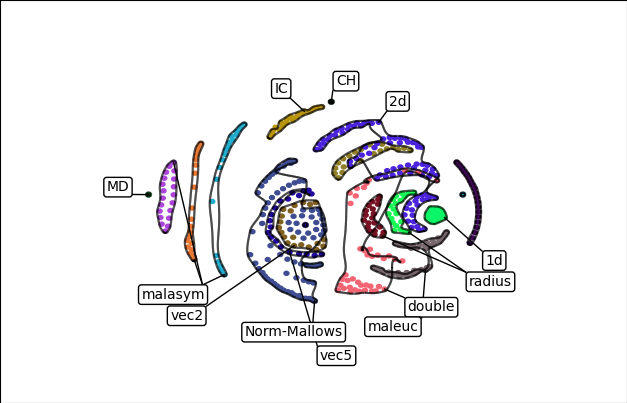 CH
IC
2d
MD
1d
radius
malasym
double
vec2
maleuc
Norm-Mallows
vec5